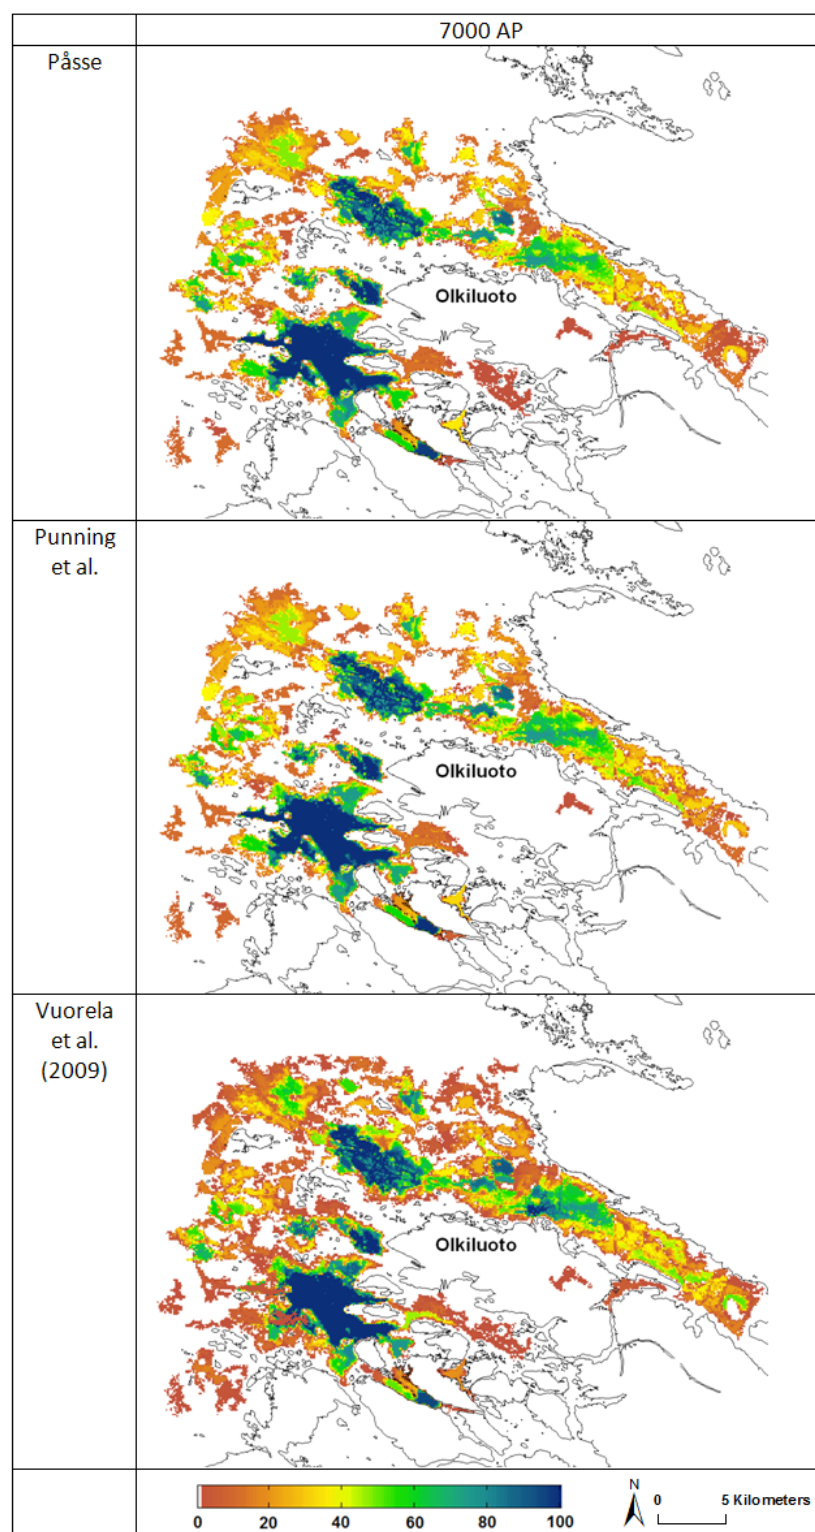 7000 AP
Påsse
Olkiluoto
Punning
et al.
Olkiluoto
Vuorela
et al.
(2009)
Olkiluoto
0 20 40 60 80 100
N
0 5 Kilometers